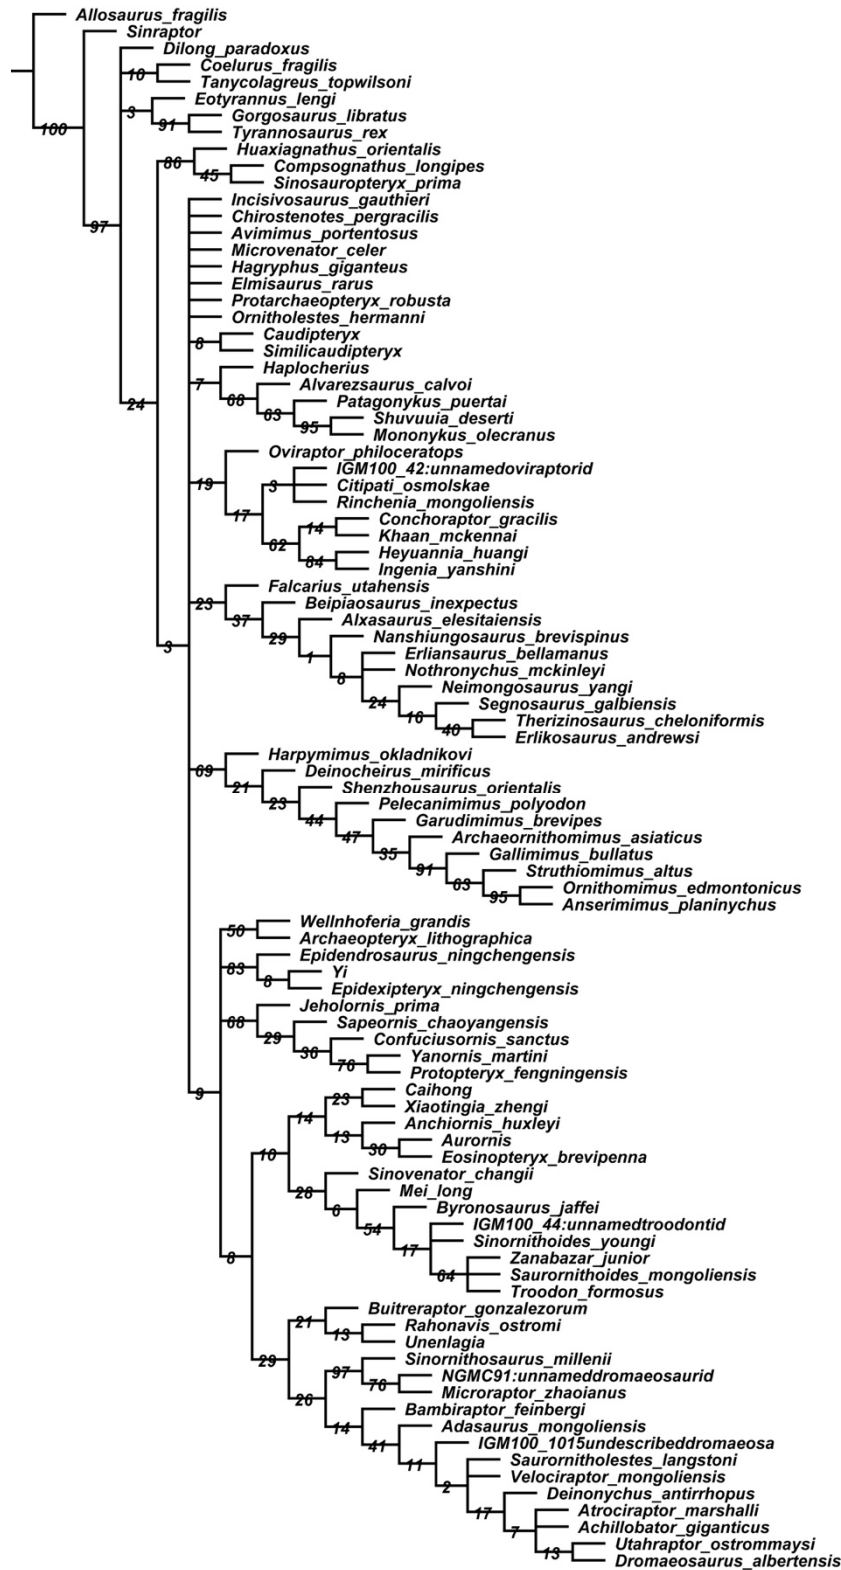 Allosaurus_fragilis
Sinraptor
Dilong_paradoxus
Coelurus_fragilis
10
Tanycolagreus_topwilsoni
Eotyrannus_lengi
3
Gorgosaurus_libratus
91
Tyrannosaurus_rex
100
Huaxiagnathus_orientalis
86
Compsognathus_longipes
45
Sinosauropteryx_prima
Incisivosaurus_gauthieri
Chirostenotes_pergracilis
97
Avimimus_portentosus
Microvenator_celer
Hagryphus_giganteus
Elmisaurus_rarus
Protarchaeopteryx_robusta
Ornitholestes_hermanni
Caudipteryx
8
Similicaudipteryx
Haplocherius
7
Alvarezsaurus_calvoi
68
Patagonykus_puertai
24
63
Shuvuuia_deserti
95
Mononykus_olecranus
Oviraptor_philoceratops
IGM100_42:unnamedoviraptorid
19
3
Citipati_osmolskae
Rinchenia_mongoliensis
17
Conchoraptor_gracilis
14
Khaan_mckennai
62
Heyuannia_huangi
84
Ingenia_yanshini
Falcarius_utahensis
23
Beipiaosaurus_inexpectus
37
Alxasaurus_elesitaiensis
29
Nanshiungosaurus_brevispinus
3
1
Erliansaurus_bellamanus
Nothronychus_mckinleyi
8
Neimongosaurus_yangi
24
Segnosaurus_galbiensis
16
Therizinosaurus_cheloniformis
40
Erlikosaurus_andrewsi
Harpymimus_okladnikovi
69
Deinocheirus_mirificus
21
Shenzhousaurus_orientalis
23
Pelecanimimus_polyodon
44
Garudimimus_brevipes
47
Archaeornithomimus_asiaticus
35
Gallimimus_bullatus
91
Struthiomimus_altus
63
Ornithomimus_edmontonicus
95
Anserimimus_planinychus
Wellnhoferia_grandis
50
Archaeopteryx_lithographica
Epidendrosaurus_ningchengensis
83
Yi
8
Epidexipteryx_ningchengensis
Jeholornis_prima
68
Sapeornis_chaoyangensis
29
Confuciusornis_sanctus
36
Yanornis_martini
76
Protopteryx_fengningensis
9
Caihong
23
Xiaotingia_zhengi
14
Anchiornis_huxleyi
13
Aurornis
30
Eosinopteryx_brevipenna
10
Sinovenator_changii
28
Mei_long
6
Byronosaurus_jaffei
54
IGM100_44:unnamedtroodontid
Sinornithoides_youngi
17
8
Zanabazar_junior
64
Saurornithoides_mongoliensis
Troodon_formosus
Buitreraptor_gonzalezorum
21
Rahonavis_ostromi
13
Unenlagia
29
Sinornithosaurus_millenii
97
NGMC91:unnameddromaeosaurid
76
Microraptor_zhaoianus
26
Bambiraptor_feinbergi
14
Adasaurus_mongoliensis
41
IGM100_1015undescribeddromaeosa
11
Saurornitholestes_langstoni
Velociraptor_mongoliensis
2
Deinonychus_antirrhopus
17
Atrociraptor_marshalli
7
Achillobator_giganticus
Utahraptor_ostrommaysi
13
Dromaeosaurus_albertensis